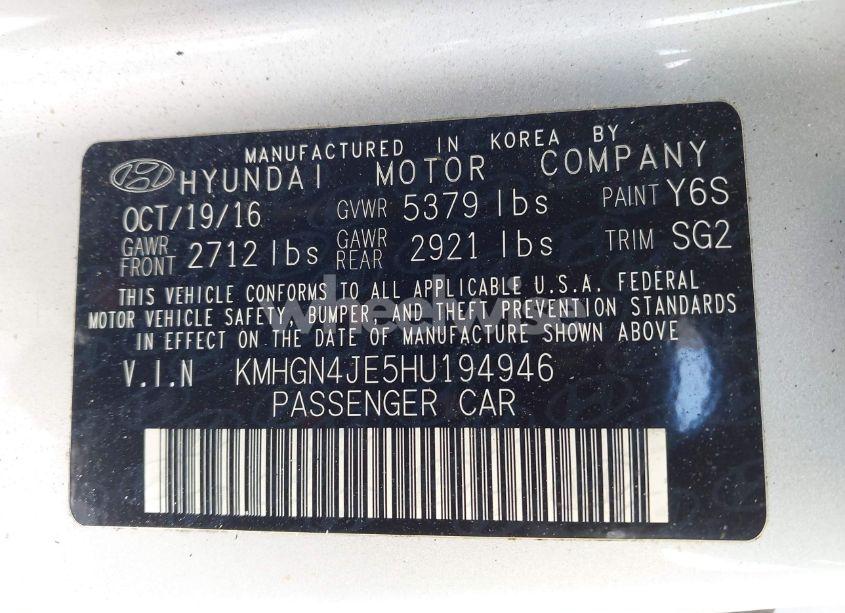 MANUFACTURED IN KOREA BY
HYUNDAI MOTOR COMPANY
OCT/19/16 GVWR 5379 lbs PAINT Y6S
GAWR FRONT 2712 lbs GAWR REAR 2921 lbs TRIM SG2
THIS VEHICLE CONFORMS TO ALL APPLICABLE U.S.A. FEDERAL
MOTOR VEHICLE SAFETY, BUMPER, AND THEFT PREVENTION STANDARDS
IN EFFECT ON THE DATE OF MANUFACTURE SHOWN ABOVE
V.I.N KMHGN4JE5HU194946
PASSENGER CAR
wheelwise